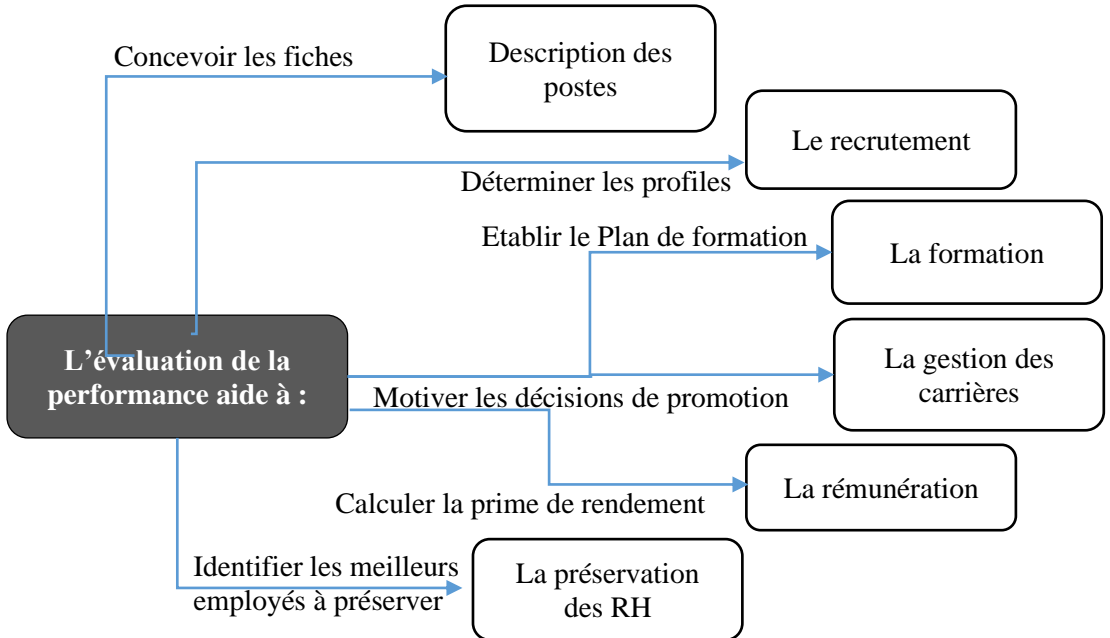 Concevoir les fiches
Description des
postes
Le recrutement
Déterminer les profiles
Etablir le Plan de formation
La formation
L’évaluation de la
performance aide à :
La gestion des
carrières
Motiver les décisions de promotion
La rémunération
Calculer la prime de rendement
Identifier les meilleurs
employés à préserver
La préservation
des RH